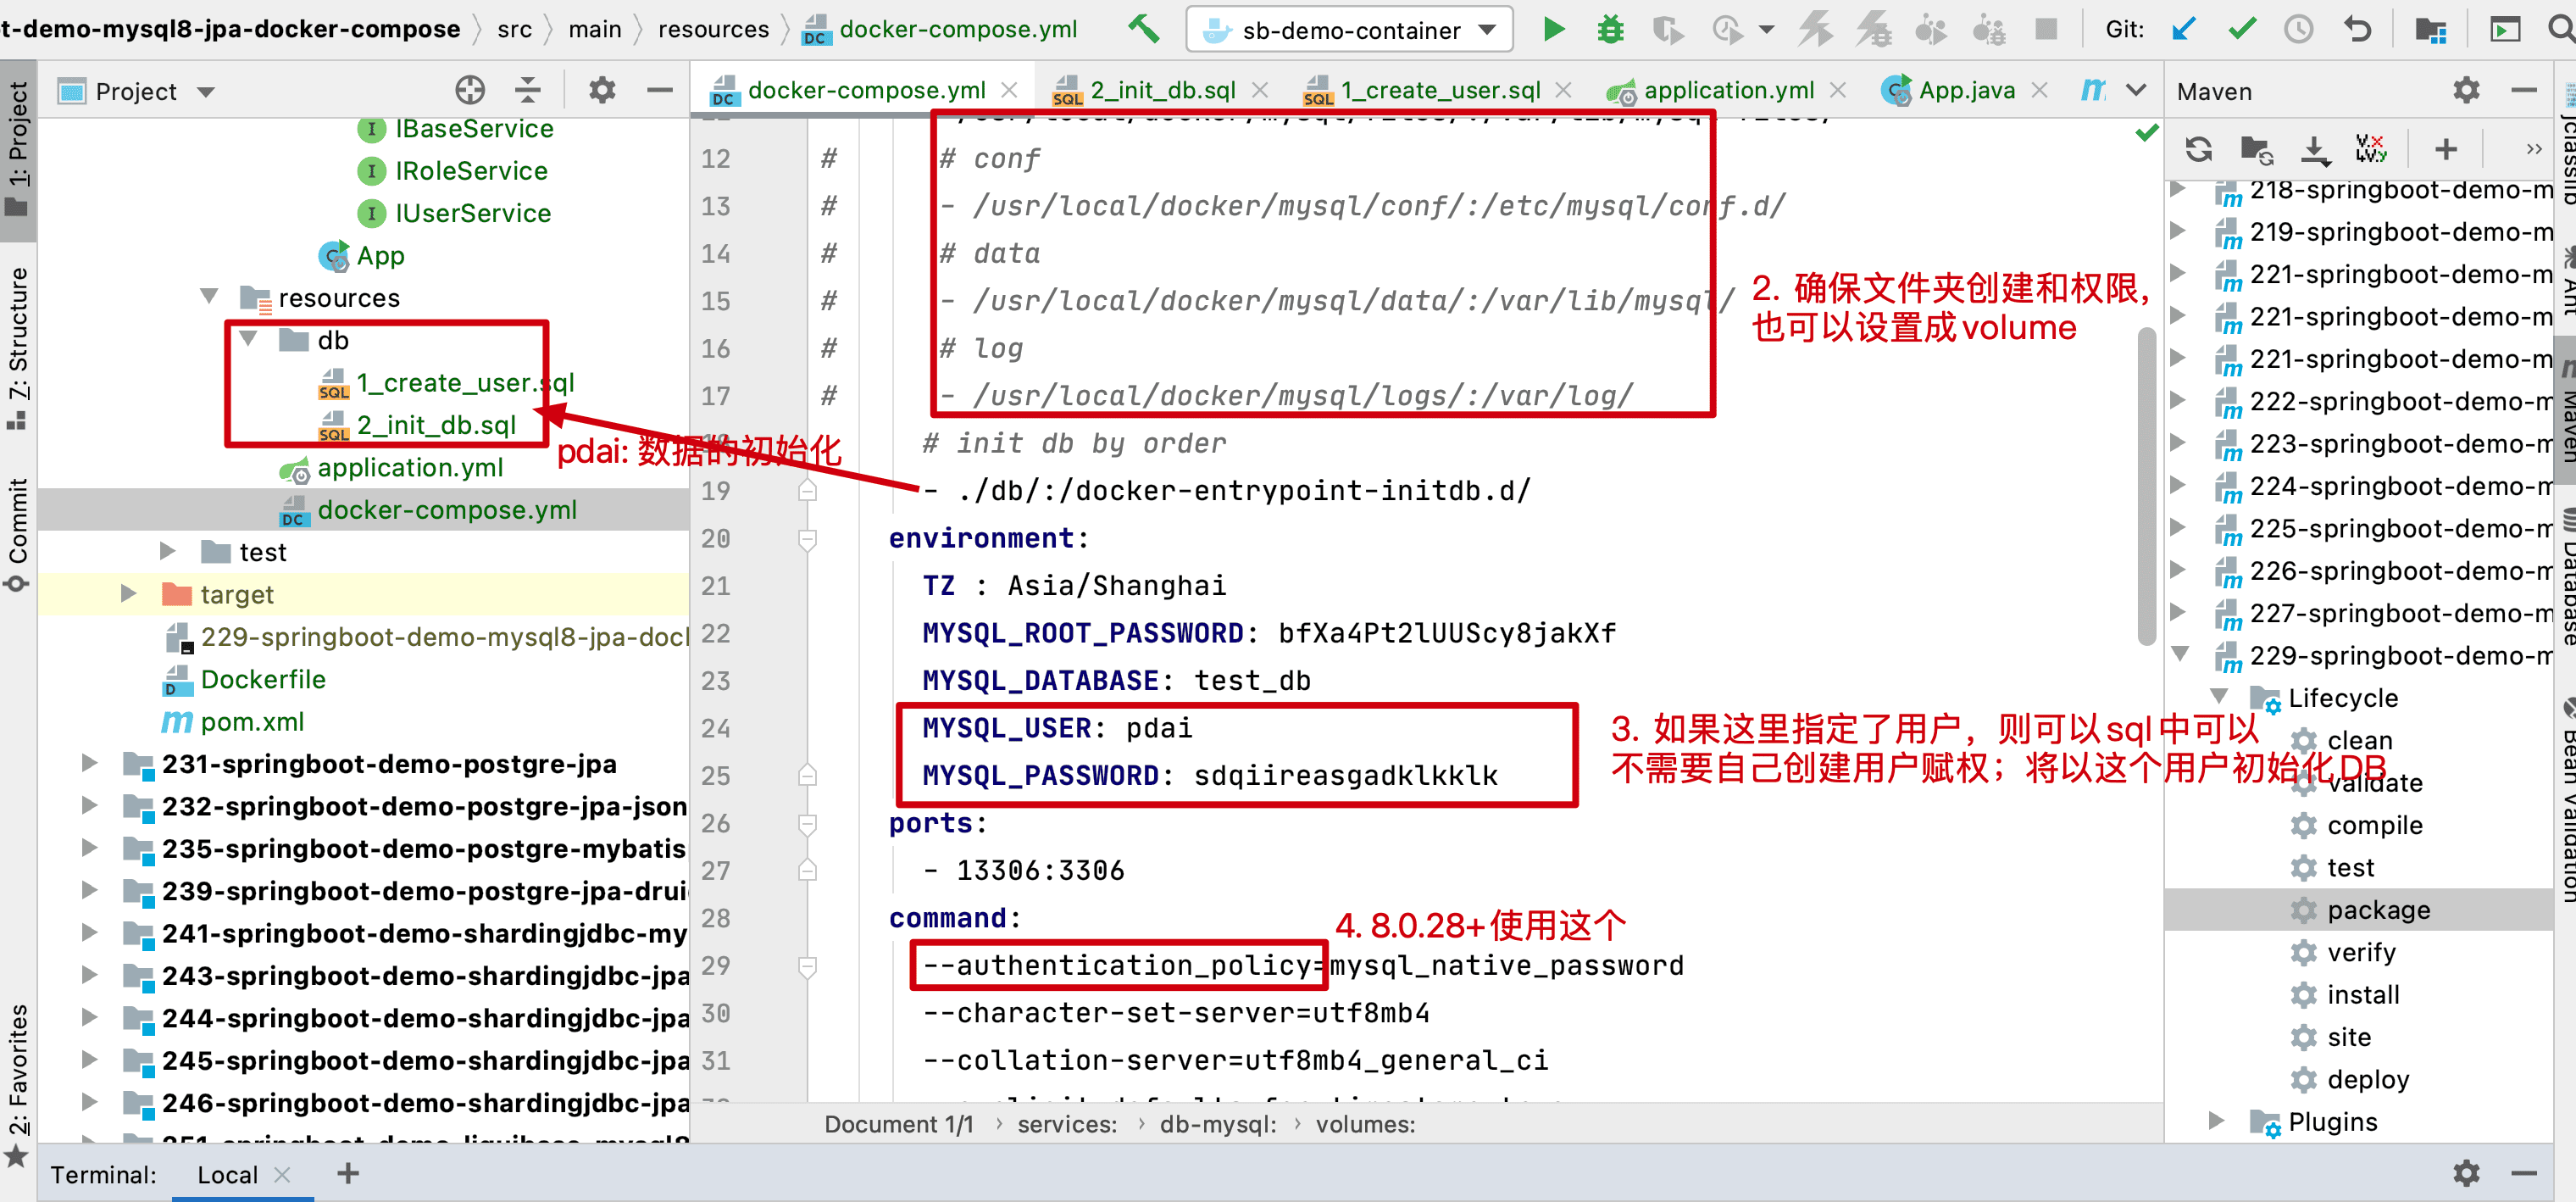 t-demo-mysql8-jpa-docker-compose 〉 src 〉 main 〉 resources 〉 docker-compose.yml
sb-demo-container
Git:
1: Project
7: Structure
Commit
2: Favorites
Project
IBaseService
IRoleService
IUserService
App
resources
db
1_create_user.sql
2_init_db.sql
application.yml
docker-compose.yml
test
target
229-springboot-demo-mysql8-jpa-doc
Dockerfile
pom.xml
231-springboot-demo-postgre-jpa
232-springboot-demo-postgre-jpa-json
235-springboot-demo-postgre-mybatis
239-springboot-demo-postgre-jpa-drui
241-springboot-demo-shardingjdbc-my
243-springboot-demo-shardingjdbc-jpa
244-springboot-demo-shardingjdbc-jpa
245-springboot-demo-shardingjdbc-jpa
246-springboot-demo-shardingjdbc-jpa
docker-compose.yml
2_init_db.sql
1_create_user.sql
application.yml
App.java
12 # # conf
13 # - /usr/local/docker/mysql/conf/:/etc/mysql/conf.d/
14 # # data
15 # - /usr/local/docker/mysql/data/:/var/lib/mysql/
16 # # log
17 # - /usr/local/docker/mysql/logs/:/var/log/
# init db by order
19 - ./db/:/docker-entrypoint-initdb.d/
20 environment:
21 TZ : Asia/Shanghai
22 MYSQL_ROOT_PASSWORD: bfXa4Pt2lUUScy8jakXf
23 MYSQL_DATABASE: test_db
24 MYSQL_USER: pdai
25 MYSQL_PASSWORD: sdqiireasgadklkklk
26 ports:
27 - 13306:3306
28 command:
29 --authentication_policy=mysql_native_password
30 --character-set-server=utf8mb4
31 --collation-server=utf8mb4_general_ci
pdai: 数据的初始化
2. 确保文件夹创建和权限，
也可以设置成volume
3. 如果这里指定了用户，则可以sql中可以
不需要自己创建用户赋权；将以这个用户初始化DB
4. 8.0.28+使用这个
Document 1/1 › services: › db-mysql: › volumes:
Maven
218-springboot-demo-m
219-springboot-demo-m
221-springboot-demo-m
221-springboot-demo-m
221-springboot-demo-m
222-springboot-demo-m
223-springboot-demo-m
224-springboot-demo-m
225-springboot-demo-m
226-springboot-demo-m
227-springboot-demo-m
229-springboot-demo-m
Lifecycle
clean
validate
compile
test
package
verify
install
site
deploy
Plugins
jclasslib
Ant
Maven
Database
Bean Validation
Terminal: Local